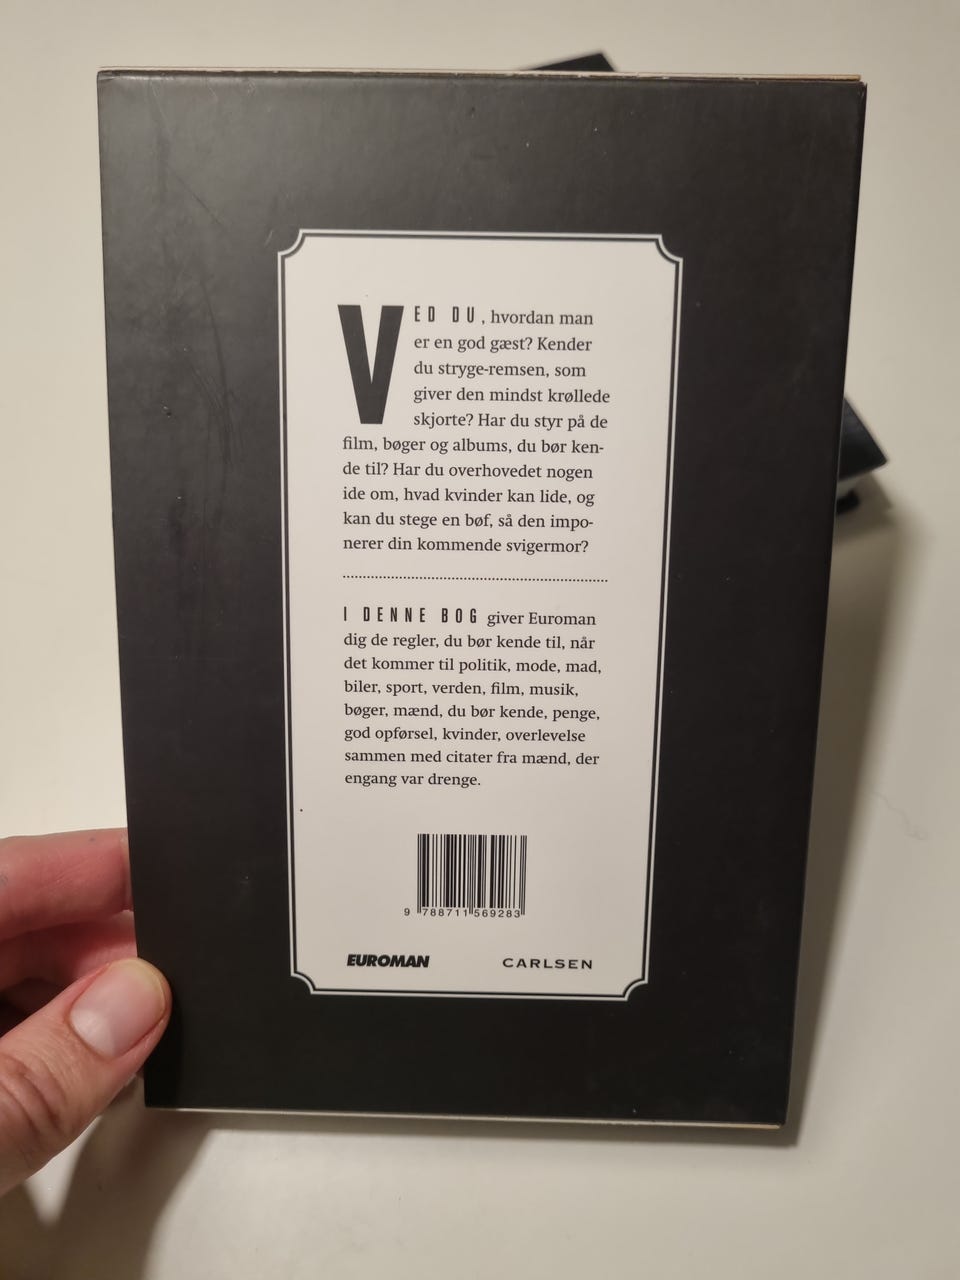 VED DU, hvordan man
er en god gæst? Kender
du stryge-remsen, som
giver den mindst krøllede
skjorte? Har du styr på de
film, bøger og albums, du bør ken-
de til? Har du overhovedet nogen
ide om, hvad kvinder kan lide, og
kan du stege en bøf, så den impo-
nerer din kommende svigermor?
I DENNE BOG giver Euroman
dig de regler, du bør kende til, når
det kommer til politik, mode, mad,
biler, sport, verden, film, musik,
bøger, mænd, du bør kende, penge,
god opførsel, kvinder, overlevelse
sammen med citater fra mænd, der
engang var drenge.
9 788711 569283
EUROMAN CARLSEN